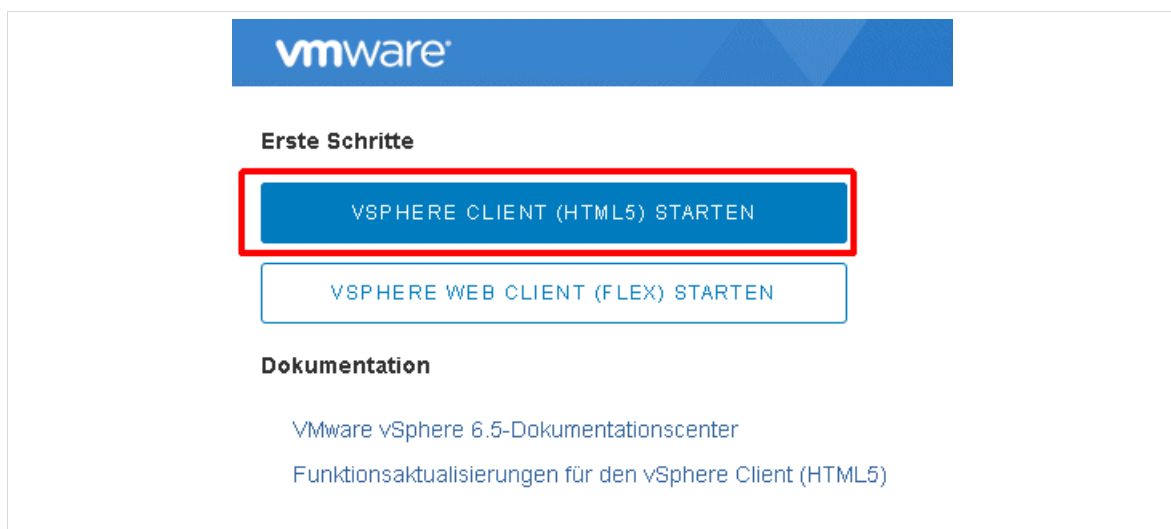 vmware
Erste Schritte
VSPHERE CLIENT (HTML5) STARTEN
VSPHERE WEB CLIENT (FLEX) STARTEN
Dokumentation
VMware vSphere 6.5-Dokumentationscenter
Funktionsaktualisierungen für den vSphere Client (HTML5)